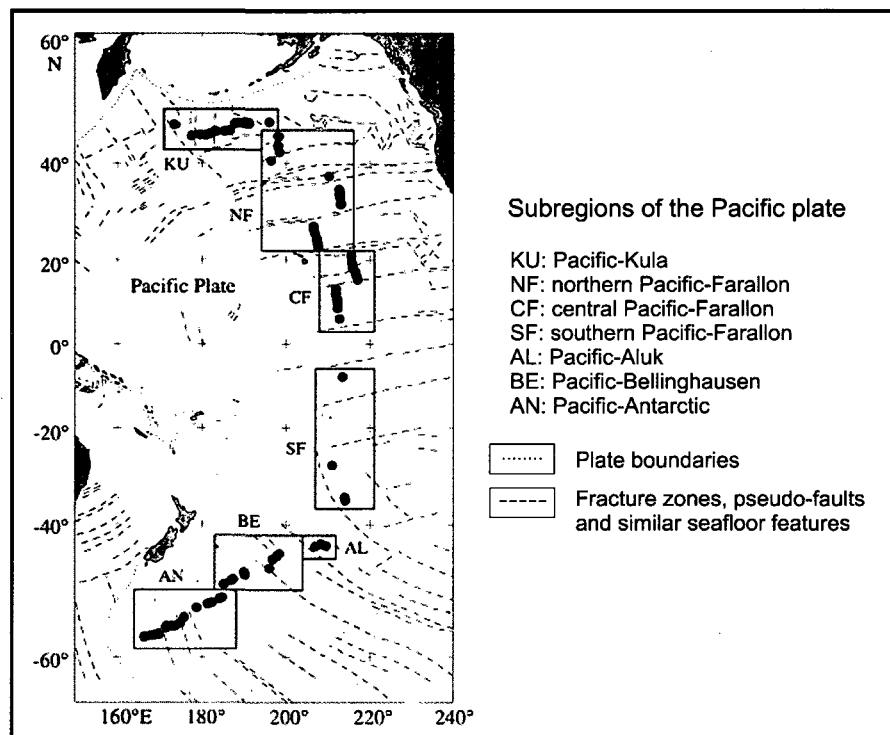 60°
N
40°
20°
0°
-20°
-40°
-60°
160°E 180° 200° 220° 240°
KU
NF
Pacific Plate
CF
SF
BE
AL
AN
Subregions of the Pacific plate
KU: Pacific-Kula
NF: northern Pacific-Farallon
CF: central Pacific-Farallon
SF: southern Pacific-Farallon
AL: Pacific-Aluk
BE: Pacific-Bellinghausen
AN: Pacific-Antarctic
Plate boundaries
Fracture zones, pseudo-faults
and similar seafloor features